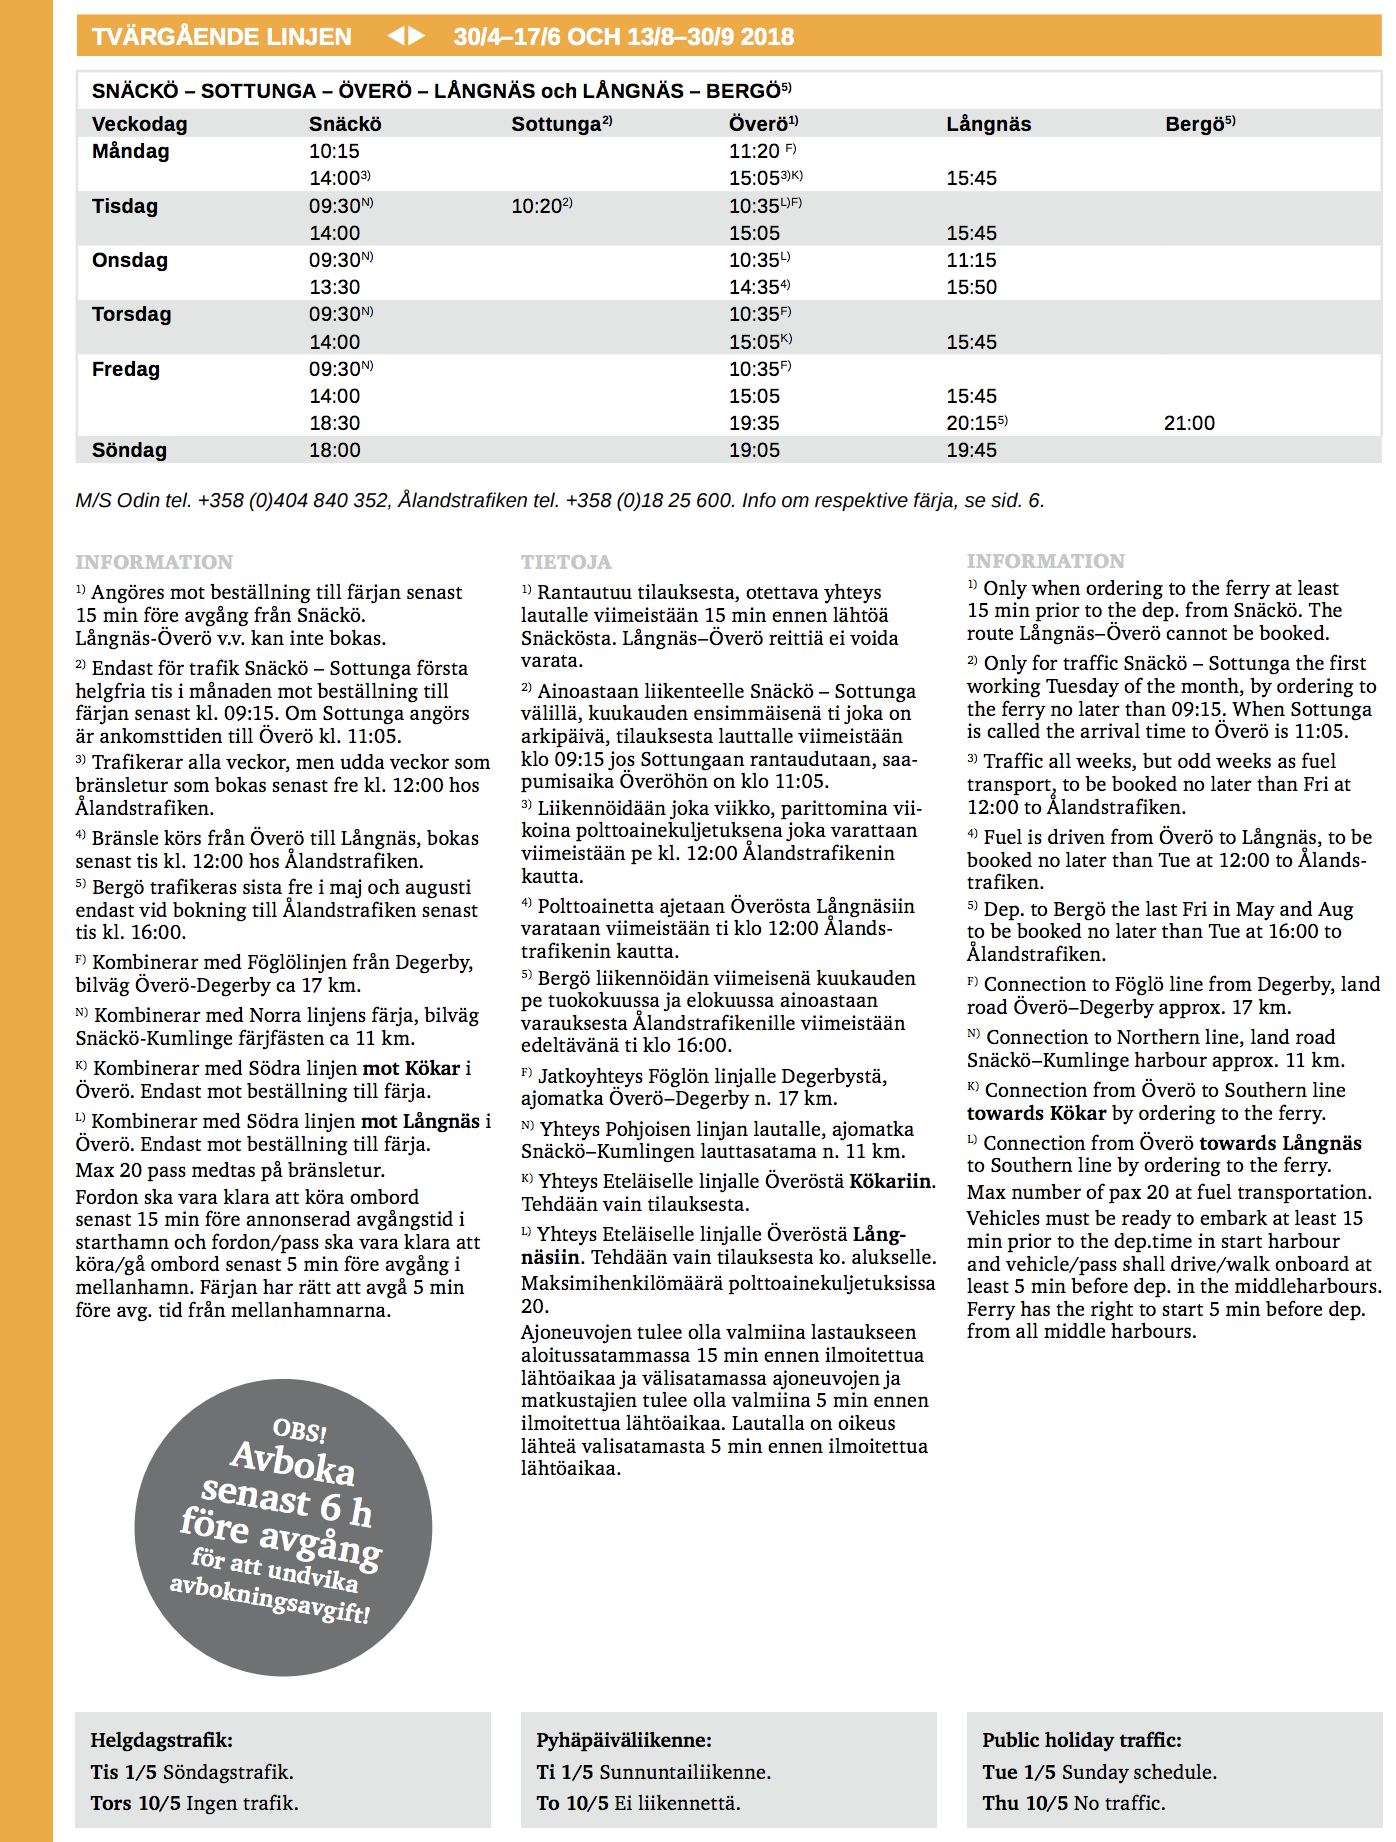 TVÄRGÅENDE LINJEN ◀▶ 30/4–17/6 OCH 13/8–30/9 2018
SNÄCKÖ – SOTTUNGA – ÖVERÖ – LÅNGNÄS och LÅNGNÄS – BERGÖ5)
Veckodag Snäckö Sottunga2) Överö1) Långnäs Bergö5)
Måndag 10:15 11:20 F)
14:003) 15:053)K) 15:45
Tisdag 09:30N) 10:202) 10:35L)F)
14:00 15:05 15:45
Onsdag 09:30N) 10:35L) 11:15
13:30 14:354) 15:50
Torsdag 09:30N) 10:35F)
14:00 15:05K) 15:45
Fredag 09:30N) 10:35F)
14:00 15:05 15:45
18:30 19:35 20:155) 21:00
Söndag 18:00 19:05 19:45
M/S Odin tel. +358 (0)404 840 352, Ålandstrafiken tel. +358 (0)18 25 600. Info om respektive färja, se sid. 6.
INFORMATION
1) Angöres mot beställning till färjan senast
15 min före avgång från Snäckö.
Långnäs-Överö v.v. kan inte bokas.
2) Endast för trafik Snäckö – Sottunga första
helgfria tis i månaden mot beställning till
färjan senast kl. 09:15. Om Sottunga angörs
är ankomsttiden till Överö kl. 11:05.
3) Trafikerar alla veckor, men udda veckor som
bränsletur som bokas senast fre kl. 12:00 hos
Ålandstrafiken.
4) Bränsle körs från Överö till Långnäs, bokas
senast tis kl. 12:00 hos Ålandstrafiken.
5) Bergö trafikeras sista fre i maj och augusti
endast vid bokning till Ålandstrafiken senast
tis kl. 16:00.
F) Kombinerar med Föglölinjen från Degerby,
bilväg Överö-Degerby ca 17 km.
N) Kombinerar med Norra linjens färja, bilväg
Snäckö-Kumlinge färjfästen ca 11 km.
K) Kombinerar med Södra linjen mot Kökar i
Överö. Endast mot beställning till färja.
L) Kombinerar med Södra linjen mot Långnäs i
Överö. Endast mot beställning till färja.
Max 20 pass medtas på bränsletur.
Fordon ska vara klara att köra ombord
senast 15 min före annonserad avgångstid i
starthamn och fordon/pass ska vara klara att
köra/gå ombord senast 5 min före avgång i
mellanhamn. Färjan har rätt att avgå 5 min
före avg. tid från mellanhamnarna.
OBS!
Avboka
senast 6 h
före avgång
för att undvika
avbokningsavgift!
TIETOJA
1) Rantautuu tilauksesta, otettava yhteys
lautalle viimeistään 15 min ennen lähtöä
Snäckösta. Långnäs–Överö reittiä ei voida
varata.
2) Ainoastaan liikenteelle Snäckö – Sottunga
välillä, kuukauden ensimmäisenä ti joka on
arkipäivä, tilauksesta lauttalle viimeistään
klo 09:15 jos Sottungaan rantaudutaan, saa-
pumisaika Överöhön on klo 11:05.
3) Liikennöidään joka viikko, parittomina vii-
koina polttoainekuljetuksena joka varattaan
viimeistään pe kl. 12:00 Ålandstrafikenin
kautta.
4) Polttoainetta ajetaan Överösta Långnäsiin
varataan viimeistään ti klo 12:00 Ålands-
trafikenin kautta.
5) Bergö liikennöidän viimeisenä kuukauden
pe tuokokuussa ja elokuussa ainoastaan
varauksesta Ålandstrafikenille viimeistään
edeltävänä ti klo 16:00.
F) Jatkoyhteys Föglön linjalle Degerbystä,
ajomatka Överö–Degerby n. 17 km.
N) Yhteys Pohjoisen linjan lautalle, ajomatka
Snäckö–Kumlingen lauttasatama n. 11 km.
K) Yhteys Eteläiselle linjalle Överöstä Kökariin.
Tehdään vain tilauksesta.
L) Yhteys Eteläiselle linjalle Överöstä Lång-
näsiin. Tehdään vain tilauksesta ko. alukselle.
Maksimihenkilömäärä polttoainekuljetuksissa
20.
Ajoneuvojen tulee olla valmiina lastaukseen
aloitussatammassa 15 min ennen ilmoitettua
lähtöaikaa ja välisatamassa ajoneuvojen ja
matkustajien tulee olla valmiina 5 min ennen
ilmoitettua lähtöaikaa. Lautalla on oikeus
lähteä valisatamasta 5 min ennen ilmoitettua
lähtöaikaa.
INFORMATION
1) Only when ordering to the ferry at least
15 min prior to the dep. from Snäckö. The
route Långnäs–Överö cannot be booked.
2) Only for traffic Snäckö – Sottunga the first
working Tuesday of the month, by ordering to
the ferry no later than 09:15. When Sottunga
is called the arrival time to Överö is 11:05.
3) Traffic all weeks, but odd weeks as fuel
transport, to be booked no later than Fri at
12:00 to Ålandstrafiken.
4) Fuel is driven from Överö to Långnäs, to be
booked no later than Tue at 12:00 to Ålands-
trafiken.
5) Dep. to Bergö the last Fri in May and Aug
to be booked no later than Tue at 16:00 to
Ålandstrafiken.
F) Connection to Föglö line from Degerby, land
road Överö–Degerby approx. 17 km.
N) Connection to Northern line, land road
Snäckö–Kumlinge harbour approx. 11 km.
K) Connection from Överö to Southern line
towards Kökar by ordering to the ferry.
L) Connection from Överö towards Långnäs
to Southern line by ordering to the ferry.
Max number of pax 20 at fuel transportation.
Vehicles must be ready to embark at least 15
min prior to the dep.time in start harbour
and vehicle/pass shall drive/walk onboard at
least 5 min before dep. in the middleharbours.
Ferry has the right to start 5 min before dep.
from all middle harbours.
Helgdagstrafik:
Tis 1/5 Söndagstrafik.
Tors 10/5 Ingen trafik.
Pyhäpäiväliikenne:
Ti 1/5 Sunnuntailiikenne.
To 10/5 Ei liikennettä.
Public holiday traffic:
Tue 1/5 Sunday schedule.
Thu 10/5 No traffic.